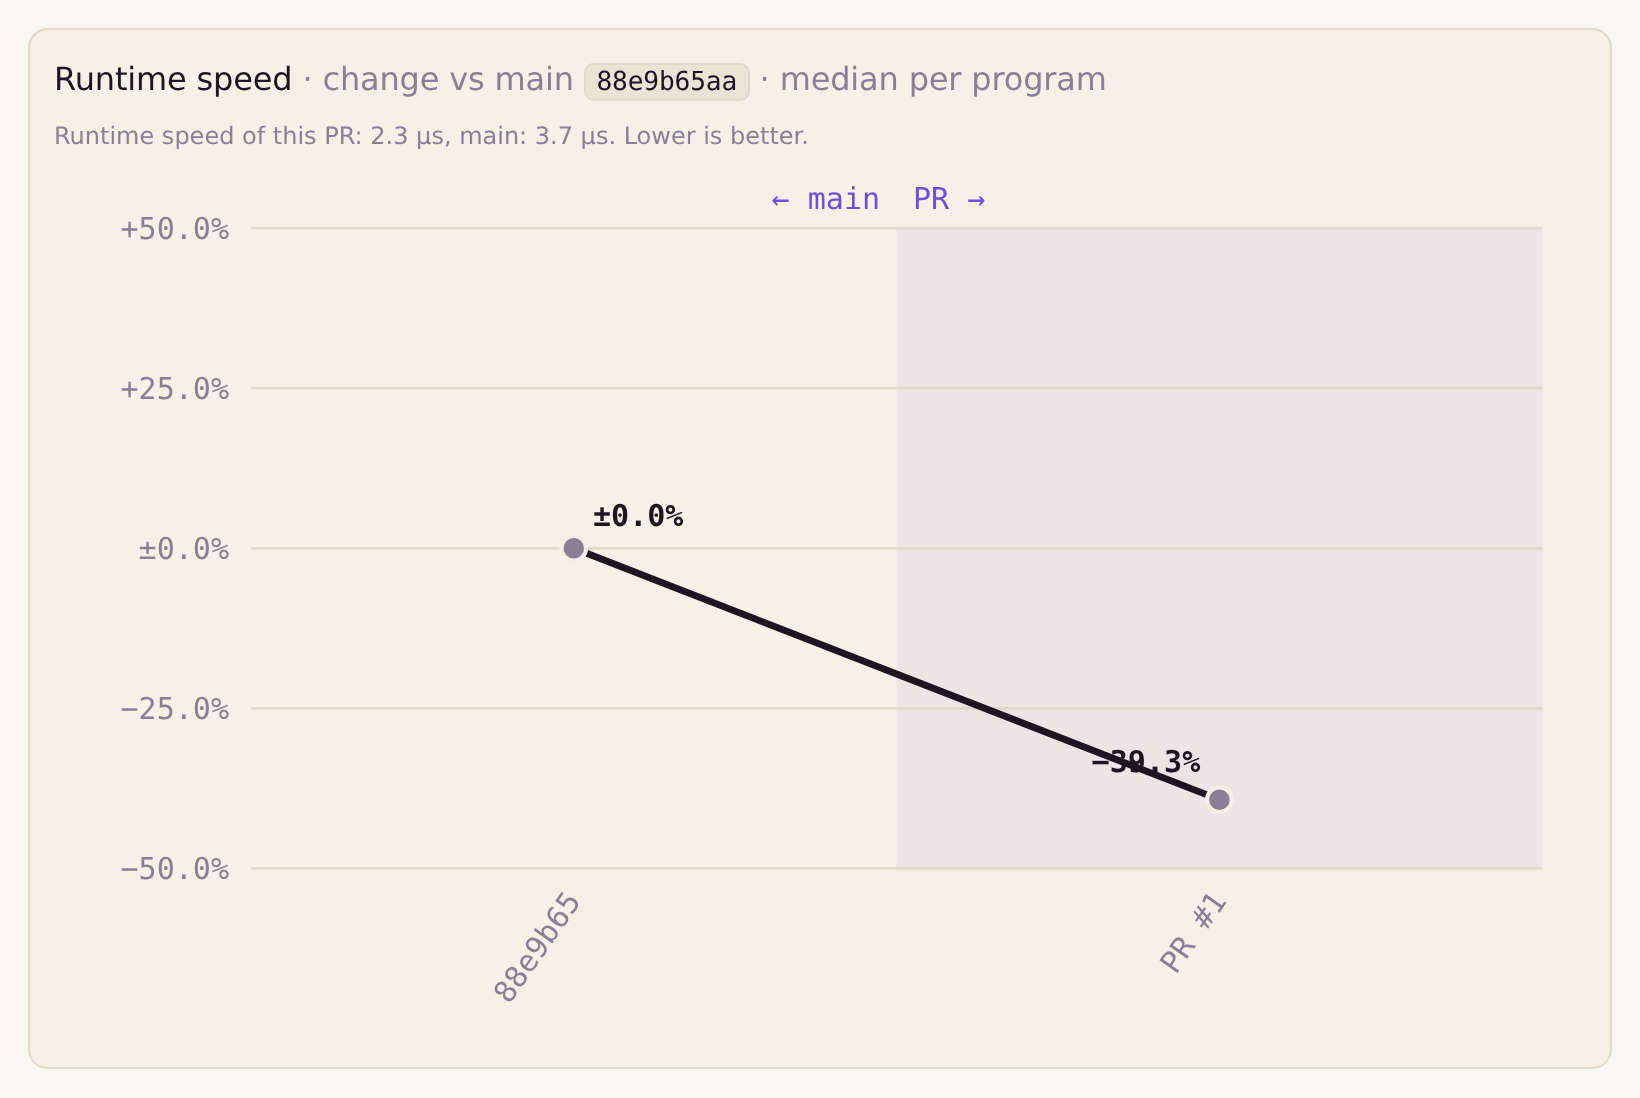 Runtime speed · change vs main 88e9b65aa · median per program
Runtime speed of this PR: 2.3 µs, main: 3.7 µs. Lower is better.
← main PR →
+50.0%
+25.0%
±0.0%
±0.0%
−25.0%
−39.3%
−50.0%
88e9b65
PR #1